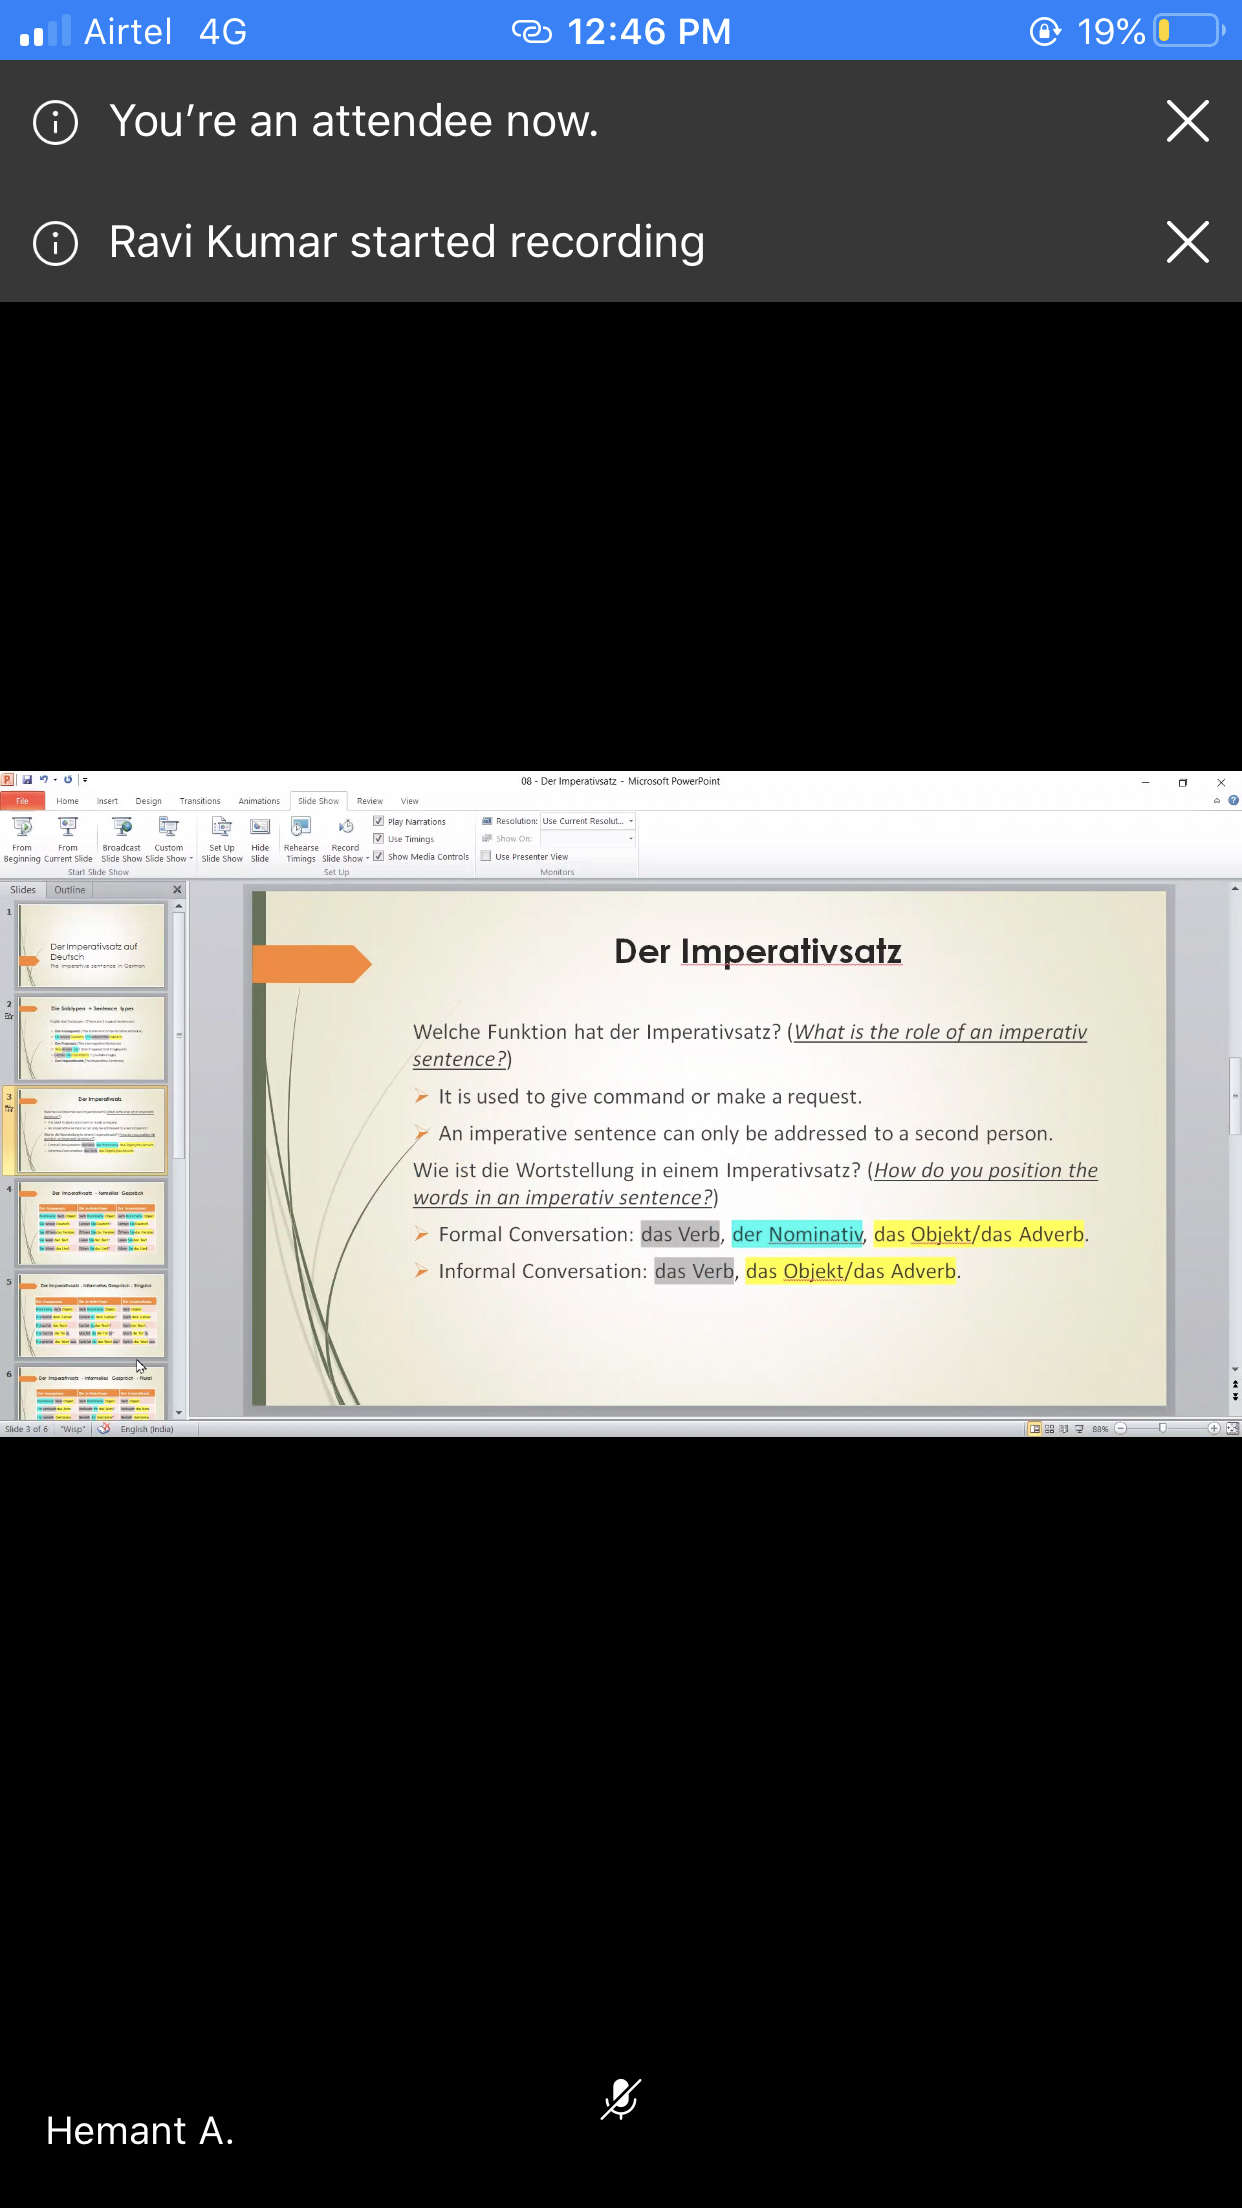 Airtel 4G 12:46 PM 19%
You're an attendee now.
Ravi Kumar started recording
08 - Der Imperativsatz - Microsoft PowerPoint
File Home Insert Design Transitions Animations Slide Show Review View
From Beginning
From Current Slide
Broadcast Slide Show
Custom Slide Show
Set Up Slide Show
Hide Slide
Rehearse Timings
Record Slide Show
Play Narrations
Use Timings
Show Media Controls
Resolution: Use Current Resolut...
Show On:
Use Presenter View
Start Slide Show Set Up Monitors
Slides Outline
1
Der Imperativsatz auf
Deutsch
The imperative sentence in German
2
Die Satztypen = Sentence types
3
Der Imperativsatz
4
Der Imperativsatz – formelles Gespräch
5
Der Imperativsatz - Informelles Gespräch - Singular
6
Der Imperativsatz - Informelles Gespräch - Plural
Der Imperativsatz
Welche Funktion hat der Imperativsatz? (What is the role of an imperativ
sentence?)
It is used to give command or make a request.
An imperative sentence can only be addressed to a second person.
Wie ist die Wortstellung in einem Imperativsatz? (How do you position the
words in an imperativ sentence?)
Formal Conversation: das Verb, der Nominativ, das Objekt/das Adverb.
Informal Conversation: das Verb, das Objekt/das Adverb.
Slide 3 of 6 "Wisp" English (India) 88%
Hemant A.